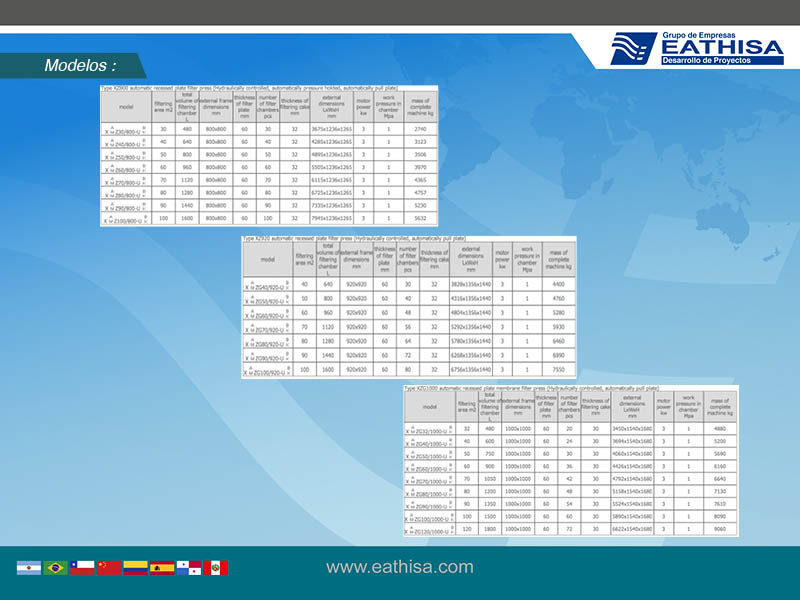 Grupo de Empresas
EATHISA
Desarrollo de Proyectos
Modelos :
Type XZ800 automatic recessed plate filter press (Hydraulically controlled, automatically pressure holded, automatically pull plate)
model filtering area m2 total volume of filtering chamber L external frame dimensions mm thickness of filter plate mm number of filter chambers pcs thickness of filtering cake mm external dimensions LxWxH mm motor power kw work pressure in chamber Mpa mass of complete machine kg
X A M Z30/800-U B K 30 480 800x800 60 30 32 3675x1236x1265 3 1 2740
X A M Z40/800-U B K 40 640 800x800 60 40 32 4285x1236x1265 3 1 3123
X A M Z50/800-U B K 50 800 800x800 60 50 32 4895x1236x1265 3 1 3506
X A M Z60/800-U B K 60 960 800x800 60 60 32 5505x1236x1265 3 1 3970
X A M Z70/800-U B K 70 1120 800x800 60 70 32 6115x1236x1265 3 1 4365
X A M Z80/800-U B K 80 1280 800x800 60 80 32 6725x1236x1265 3 1 4757
X A M Z90/800-U B K 90 1440 800x800 60 90 32 7335x1236x1265 3 1 5230
X A M Z100/800-U B K 100 1600 800x800 60 100 32 7945x1236x1265 3 1 5632
Type XZ920 automatic recessed plate filter press (Hydraulically controlled, automatically pull plate)
model filtering area m2 total volume of filtering chamber L external frame dimensions mm thickness of filter plate mm number of filter chambers pcs thickness of filtering cake mm external dimensions LxWxH mm motor power kw work pressure in chamber Mpa mass of complete machine kg
X A M ZG40/920-U B K 40 640 920x920 60 30 32 3828x1356x1440 3 1 4400
X A M ZG50/920-U B K 50 800 920x920 60 40 32 4316x1356x1440 3 1 4760
X A M ZG60/920-U B K 60 960 920x920 60 48 32 4804x1356x1440 3 1 5280
X A M ZG70/920-U B K 70 1120 920x920 60 56 32 5292x1356x1440 3 1 5930
X A M ZG80/920-U B K 80 1280 920x920 60 64 32 5780x1356x1440 3 1 6460
X A M ZG90/920-U B K 90 1440 920x920 60 72 32 6268x1356x1440 3 1 6990
X A M ZG100/920-U B K 100 1600 920x920 60 80 32 6756x1356x1440 3 1 7550
Type XZG1000 automatic recessed plate membrane filter press (Hydraulically controlled, automatically pull plate)
model filtering area m2 total volume of filtering chamber L external frame dimensions mm thickness of filter plate mm number of filter chambers pcs thickness of filtering cake mm external dimensions LxWxH mm motor power kw work pressure in chamber Mpa mass of complete machine kg
X A M ZG32/1000-U B K 32 480 1000x1000 60 20 30 3450x1540x1680 3 1 4880
X A M ZG40/1000-U B K 40 600 1000x1000 60 24 30 3694x1540x1680 3 1 5200
X A M ZG50/1000-U B K 50 750 1000x1000 60 30 30 4060x1540x1680 3 1 5690
X A M ZG60/1000-U B K 60 900 1000x1000 60 36 30 4426x1540x1680 3 1 6160
X A M ZG70/1000-U B K 70 1050 1000x1000 60 42 30 4792x1540x1680 3 1 6640
X A M ZG80/1000-U B K 80 1200 1000x1000 60 48 30 5158x1540x1680 3 1 7130
X A M ZG90/1000-U B K 90 1350 1000x1000 60 54 30 5524x1540x1680 3 1 7610
X A M ZG100/1000-U B K 100 1500 1000x1000 60 60 30 5890x1540x1680 3 1 8090
X A M ZG120/1000-U B K 120 1800 1000x1000 60 72 30 6622x1540x1680 3 1 9060
www.eathisa.com